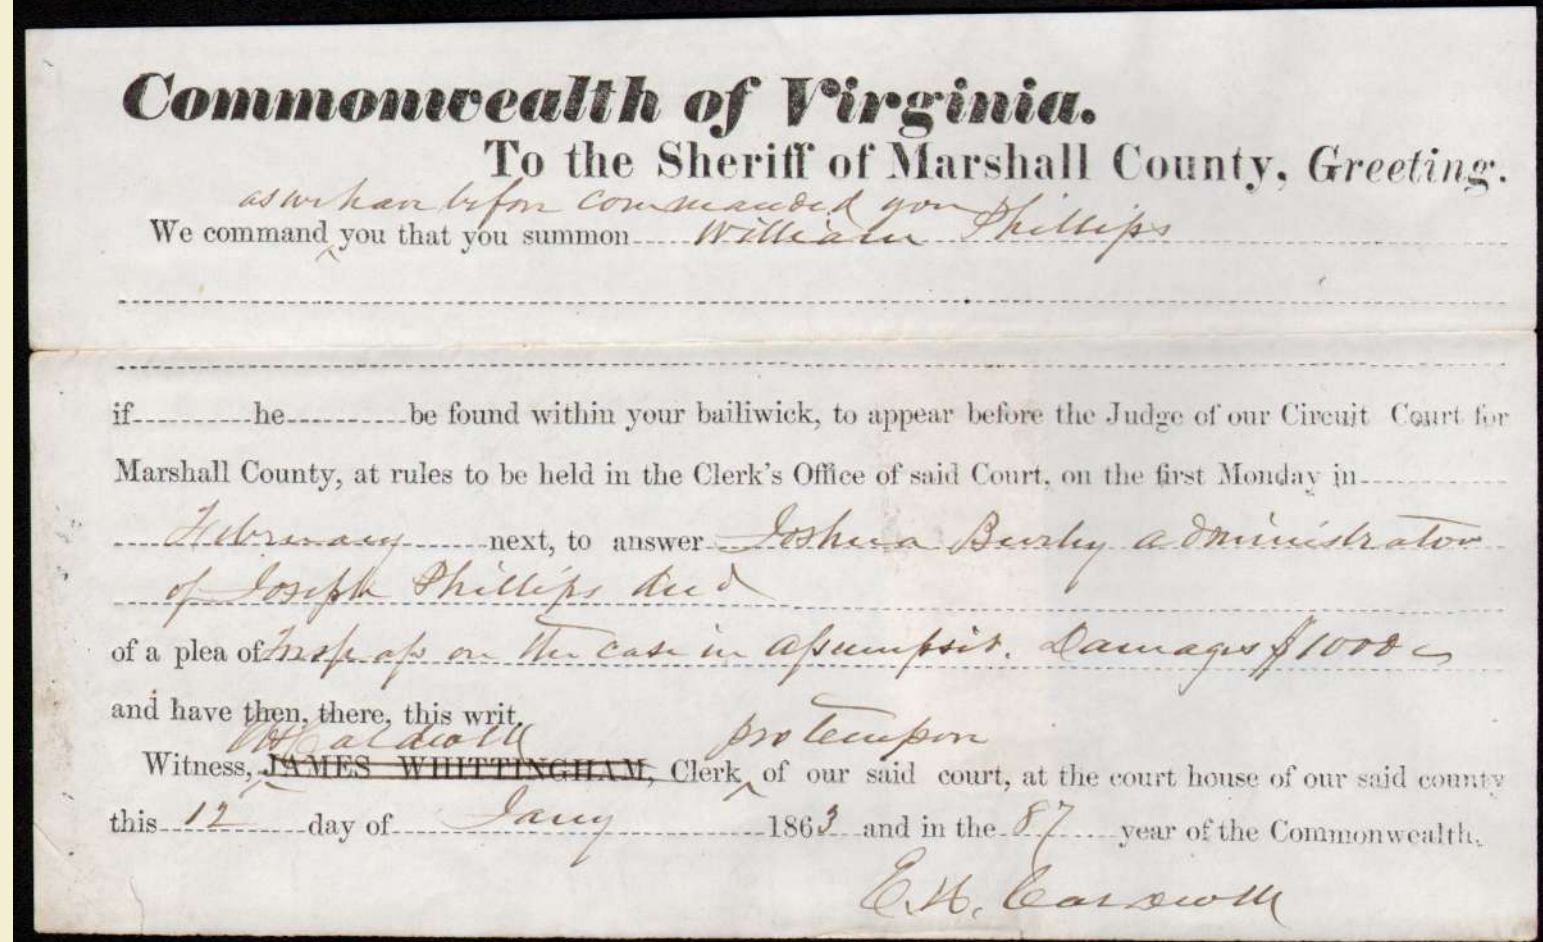 Commonwealth of Virginia.
To the Sheriff of Marshall County, Greeting.
as we have before commanded you
We command you that you summon William Phillips
if he be found within your bailiwick, to appear before the Judge of our Circuit Court for
Marshall County, at rules to be held in the Clerk's Office of said Court, on the first Monday in
February next, to answer Joshua Burley administrator
of Joseph Phillips decd
of a plea of Trespass on the case in assumpsit. Damages $1000
and have then, there, this writ.
E H Caldwell pro tempore
Witness, JAMES WHITTINGHAM, Clerk of our said court, at the court house of our said county
this 12 day of Jany 1863 and in the 87 year of the Commonwealth.
E. H. Caldwell